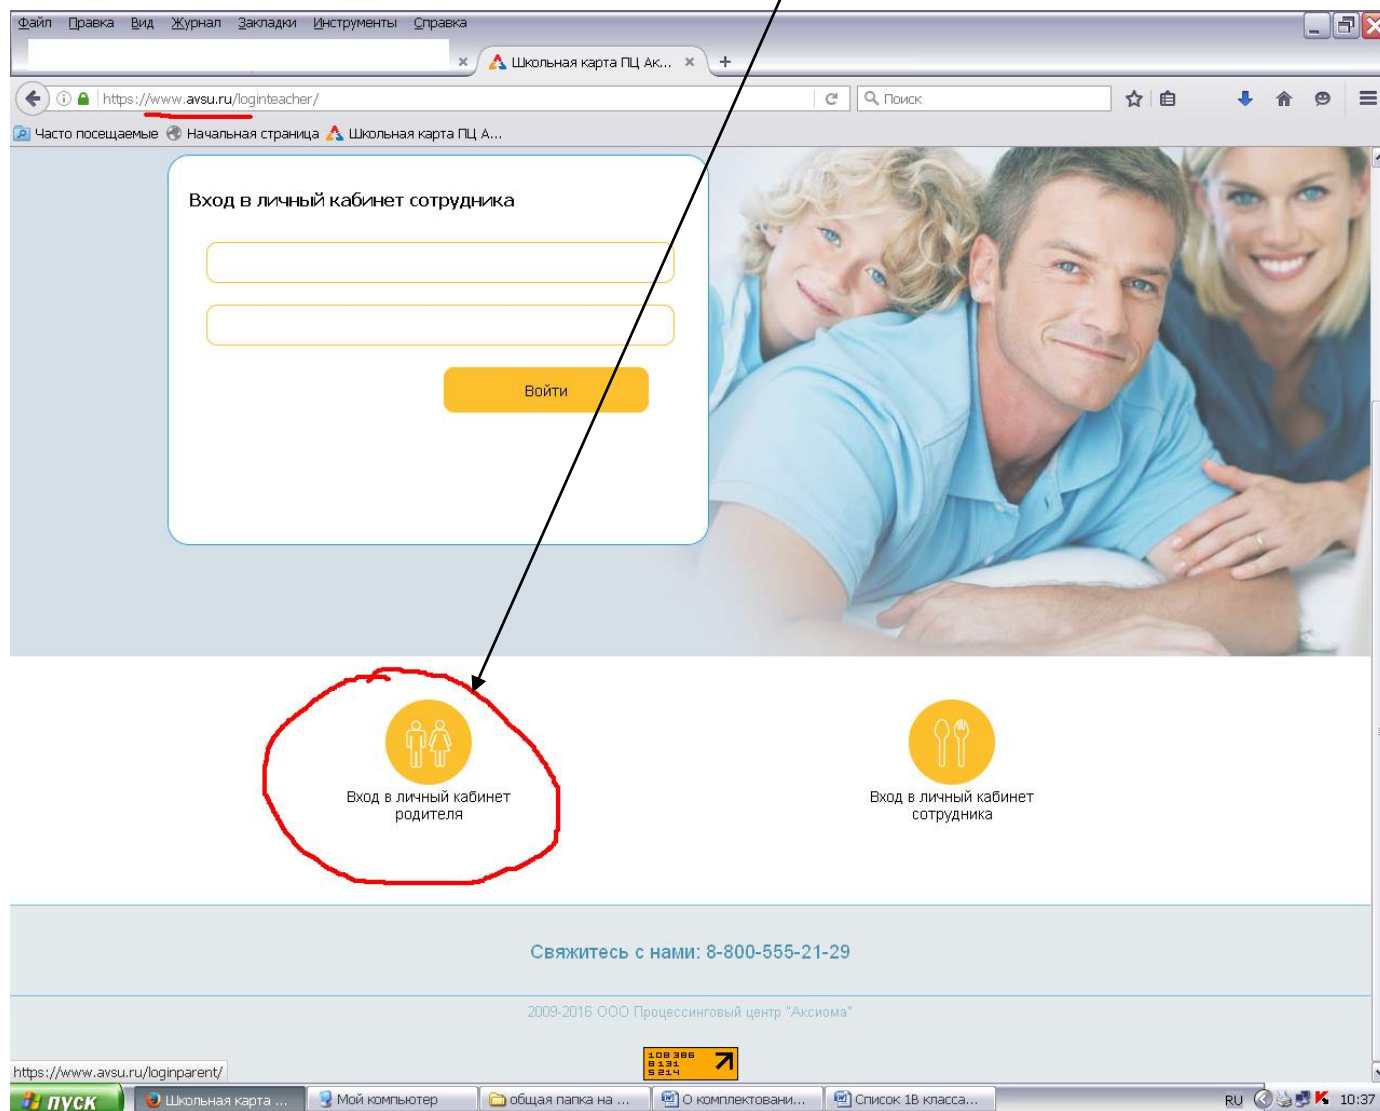 Файл Правка Вид Журнал Закладки Инструменты Справка
Школьная карта ПЦ Ак...
https://www.avsu.ru/loginteacher/
Поиск
Часто посещаемые Начальная страница Школьная карта ПЦ А...
Вход в личный кабинет сотрудника
Войти
Вход в личный кабинет
родителя
Вход в личный кабинет
сотрудника
Свяжитесь с нами: 8-800-555-21-29
2009-2016 ООО Процессинговый центр "Аксиома"
108386
8131
5214
https://www.avsu.ru/loginparent/
пуск Школьная карта ... Мой компьютер общая папка на ... О комплектовани... Список 1В класса... RU 10:37